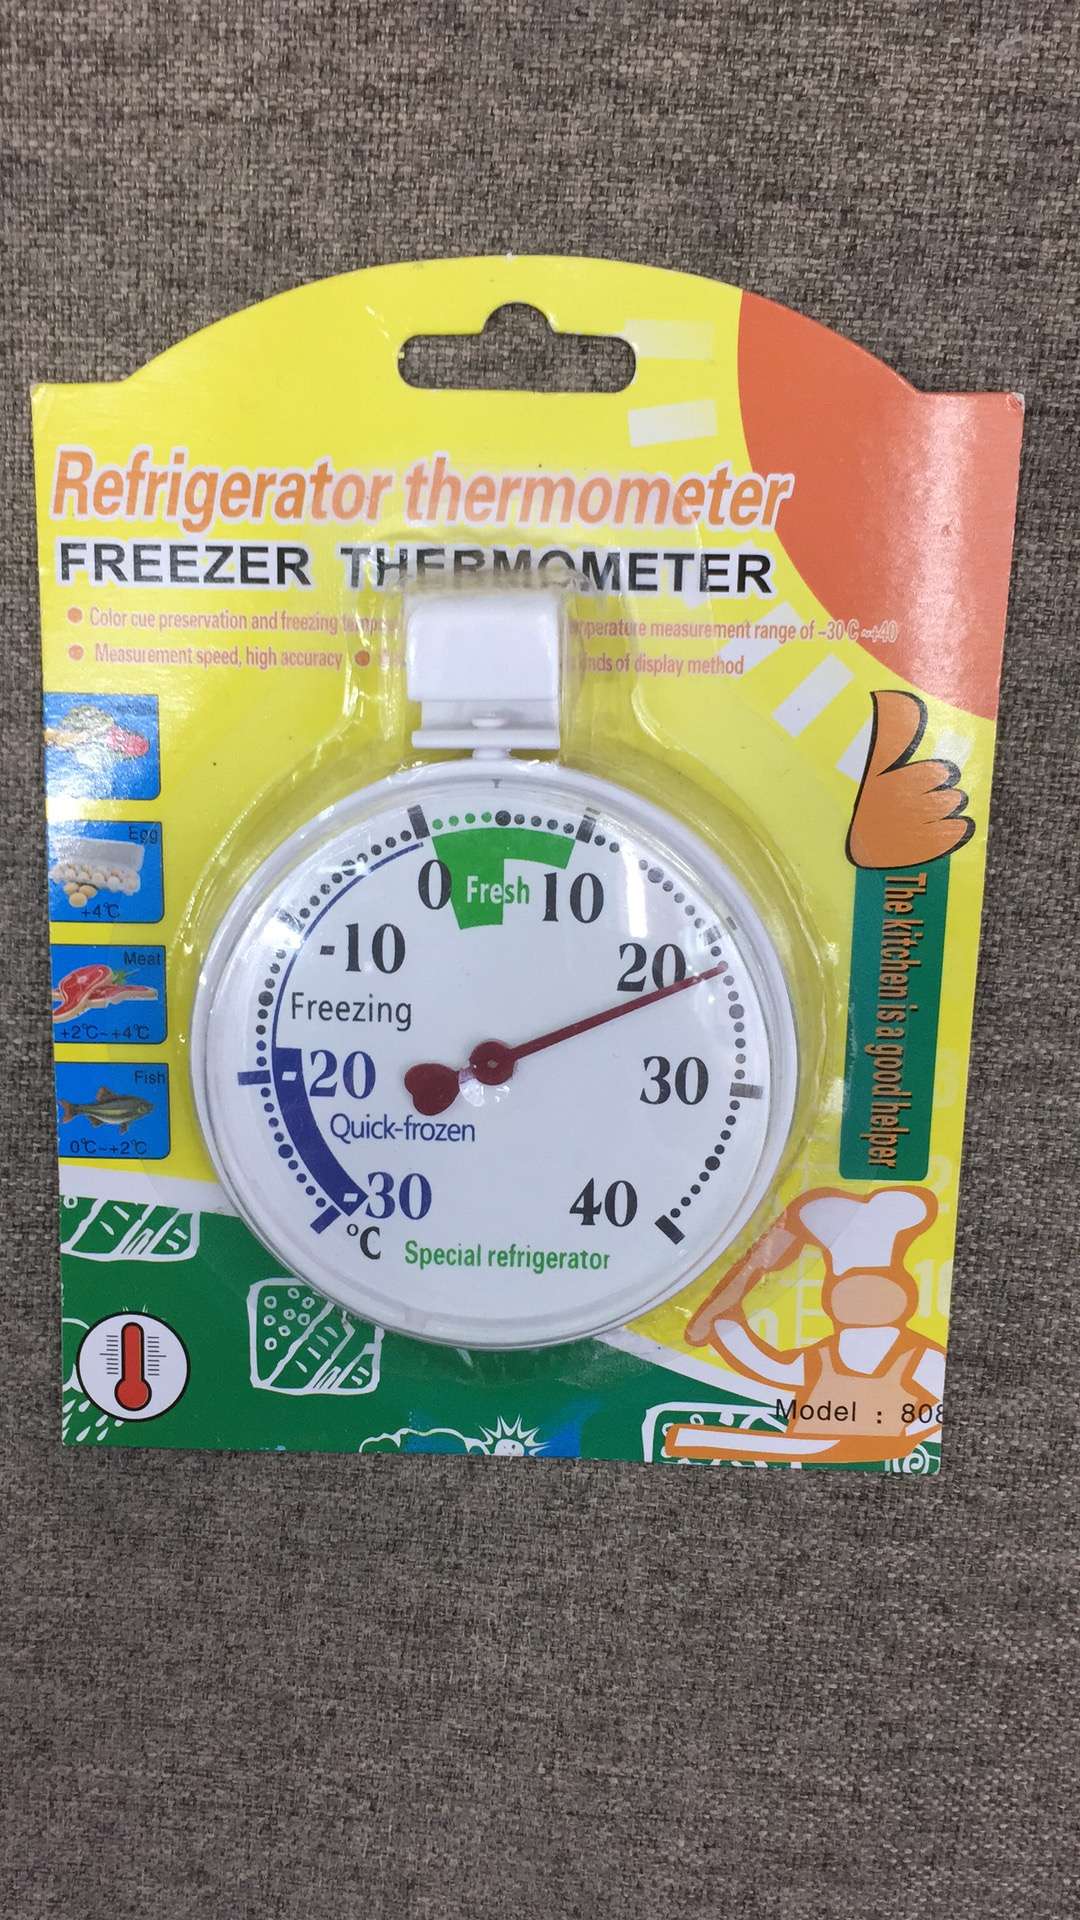 Refrigerator thermometer
FREEZER THERMOMETER
Color cue preservation and freezing
measurement range of -30 C ~+40
Measurement speed, high accuracy
of display method
Egg
+4℃
Meat
+2℃~+4℃
Fish
0℃~+2℃
0 Fresh 10
-10 20
Freezing
-20 30
Quick-frozen
-30 40
°C Special refrigerator
The kitchen is a good helper
Model : 808